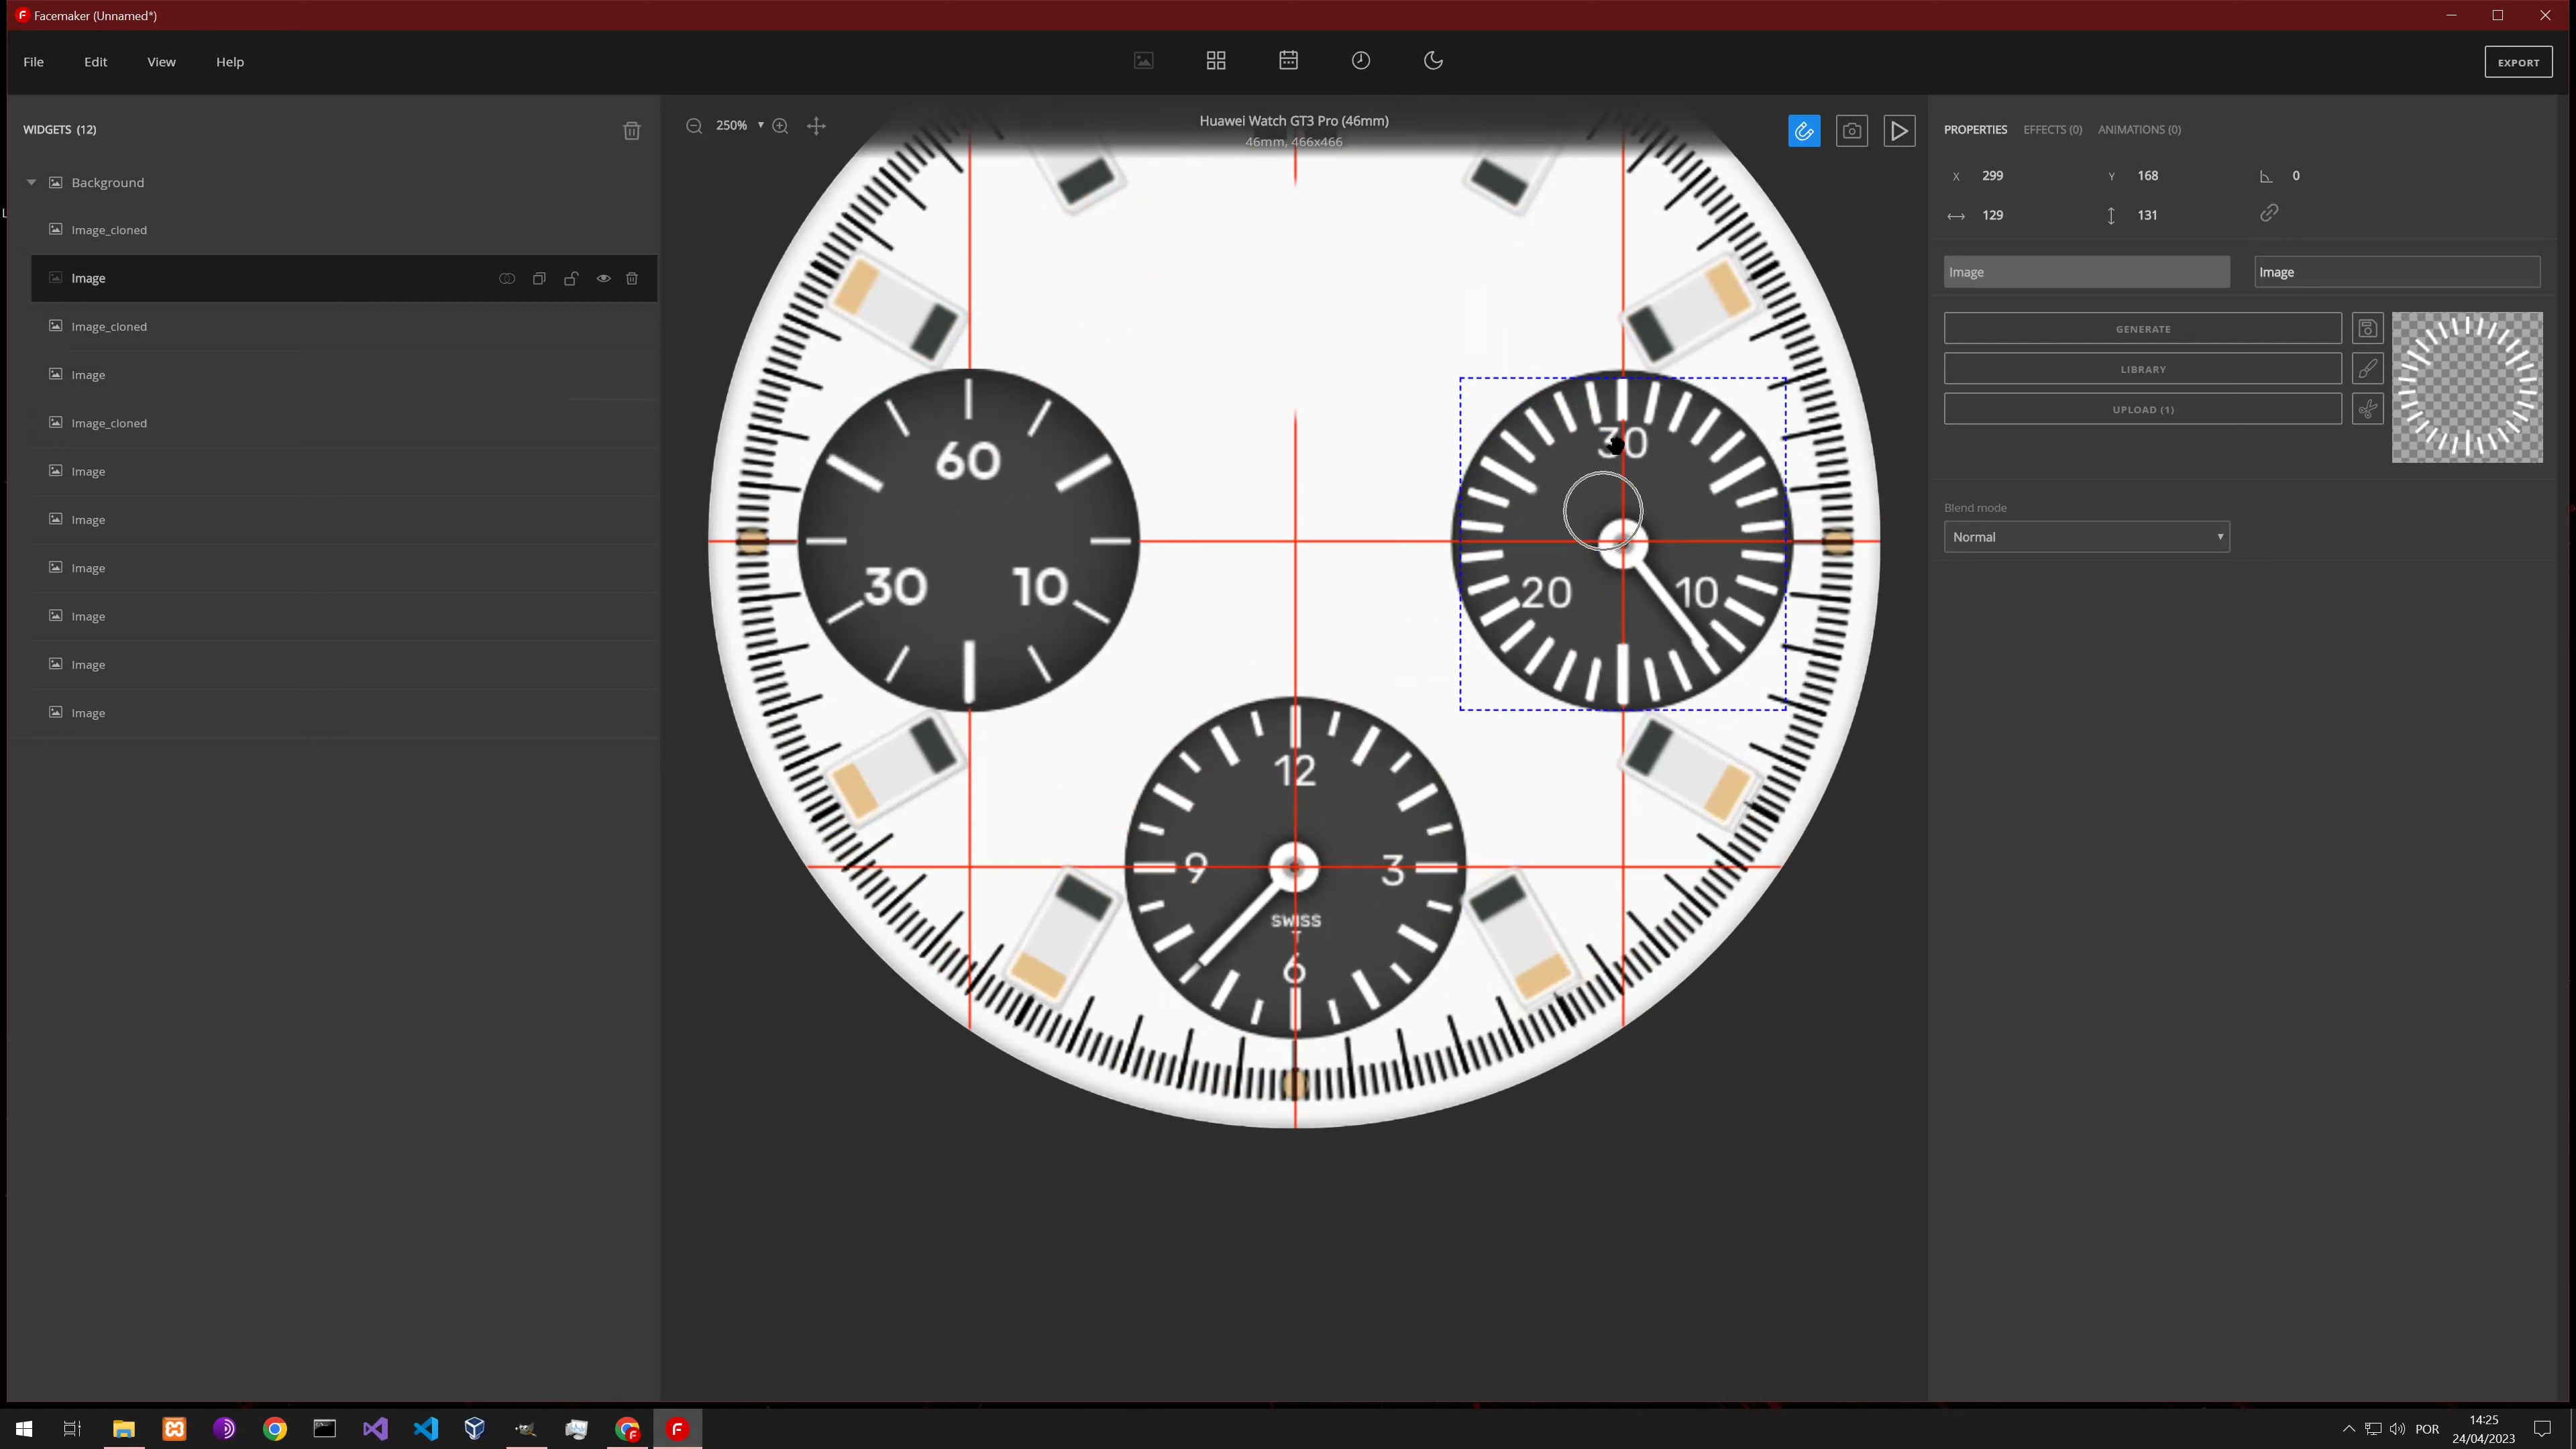 Facemaker (Unnamed*)
File Edit View Help
EXPORT
WIDGETS (12)
Background
Image_cloned
Image
Image_cloned
Image
Image_cloned
Image
Image
Image
Image
Image
Image
250%
Huawei Watch GT3 Pro (46mm)
46mm, 466x466
60
30 10
30
20 10
12
9 3
SWISS
T
6
PROPERTIES EFFECTS (0) ANIMATIONS (0)
X 299 Y 168 0
129 131
Image Image
GENERATE
LIBRARY
UPLOAD (1)
Blend mode
Normal
POR
14:25
24/04/2023